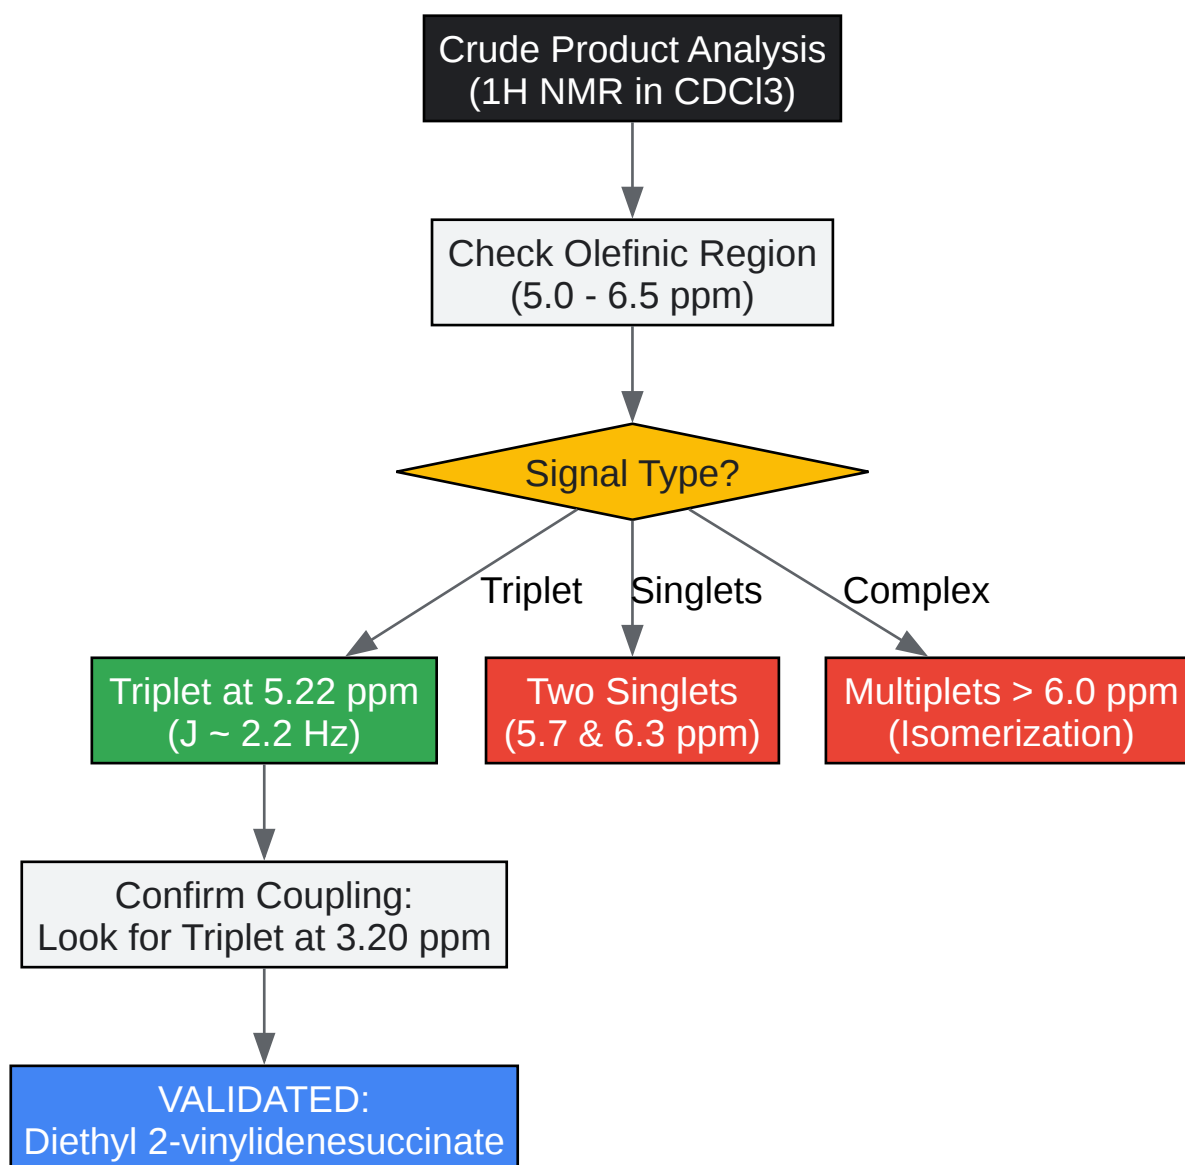 Crude Product Analysis
(1H NMR in CDCl3)
Check Olefinic Region
(5.0 - 6.5 ppm)
Signal Type?
Triplet
Singlets
Complex
Triplet at 5.22 ppm
(J ~ 2.2 Hz)
Two Singlets
(5.7 & 6.3 ppm)
Multiplets > 6.0 ppm
(Isomerization)
Confirm Coupling:
Look for Triplet at 3.20 ppm
VALIDATED:
Diethyl 2-vinylidenesuccinate